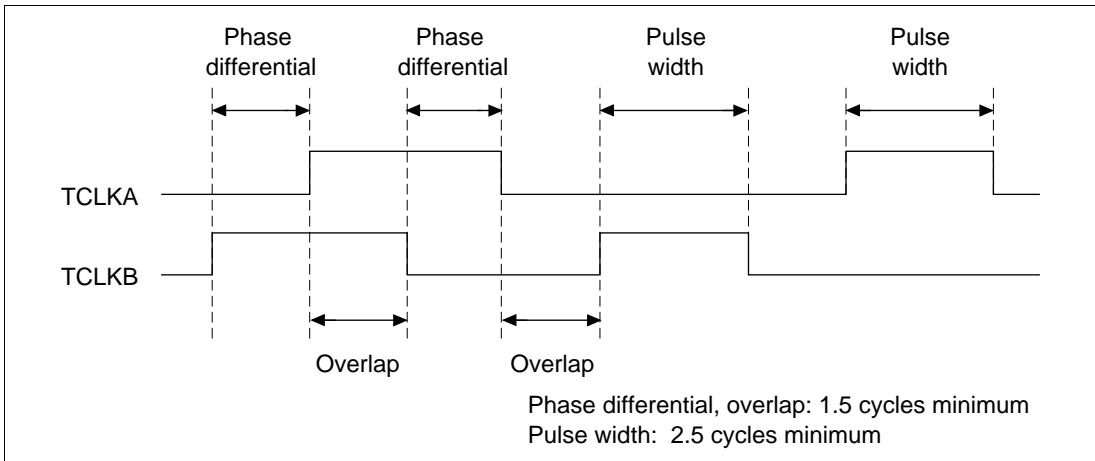 Phase
differential
Phase
differential
Pulse
width
Pulse
width
TCLKA
TCLKB
Overlap
Overlap
Phase differential, overlap: 1.5 cycles minimum
Pulse width: 2.5 cycles minimum